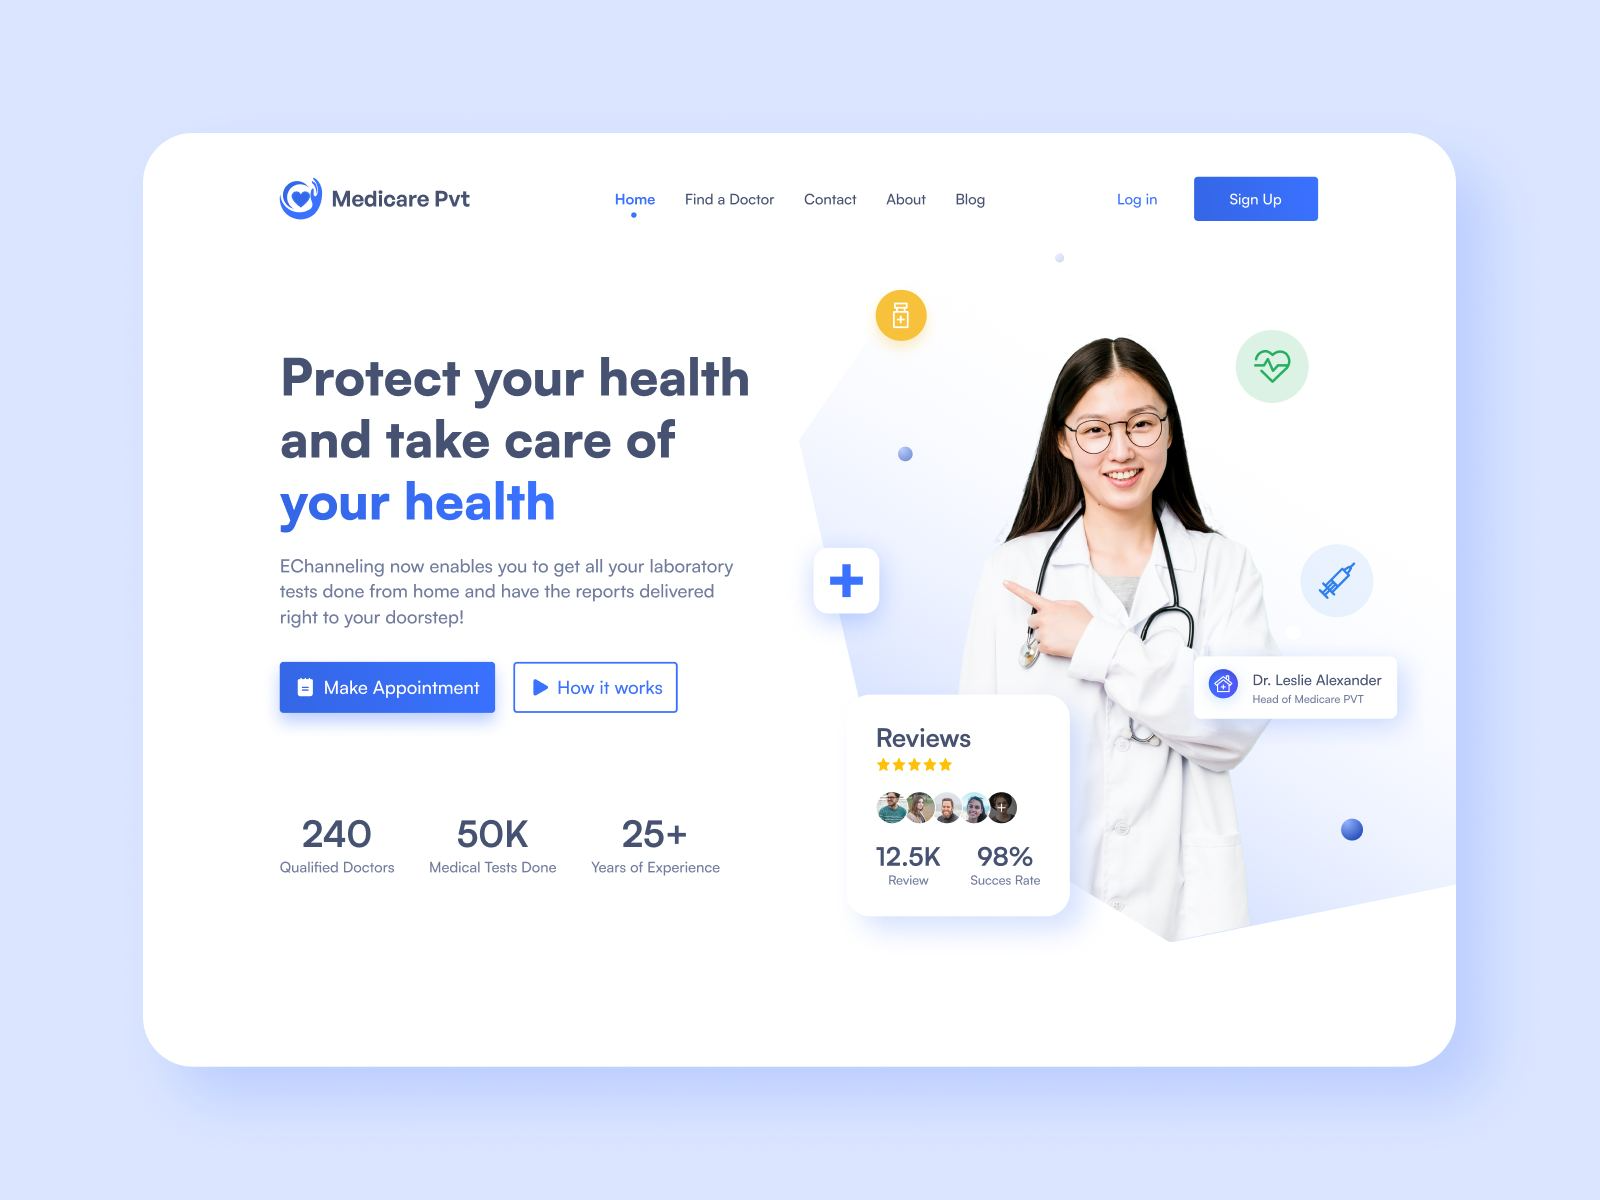 Medicare Pvt
Home
Find a Doctor
Contact
About
Blog
Log in
Sign Up
Protect your health
and take care of
your health
EChanneling now enables you to get all your laboratory
tests done from home and have the reports delivered
right to your doorstep!
Make Appointment
How it works
240
Qualified Doctors
50K
Medical Tests Done
25+
Years of Experience
Dr. Leslie Alexander
Head of Medicare PVT
Reviews
+
12.5K
Review
98%
Succes Rate